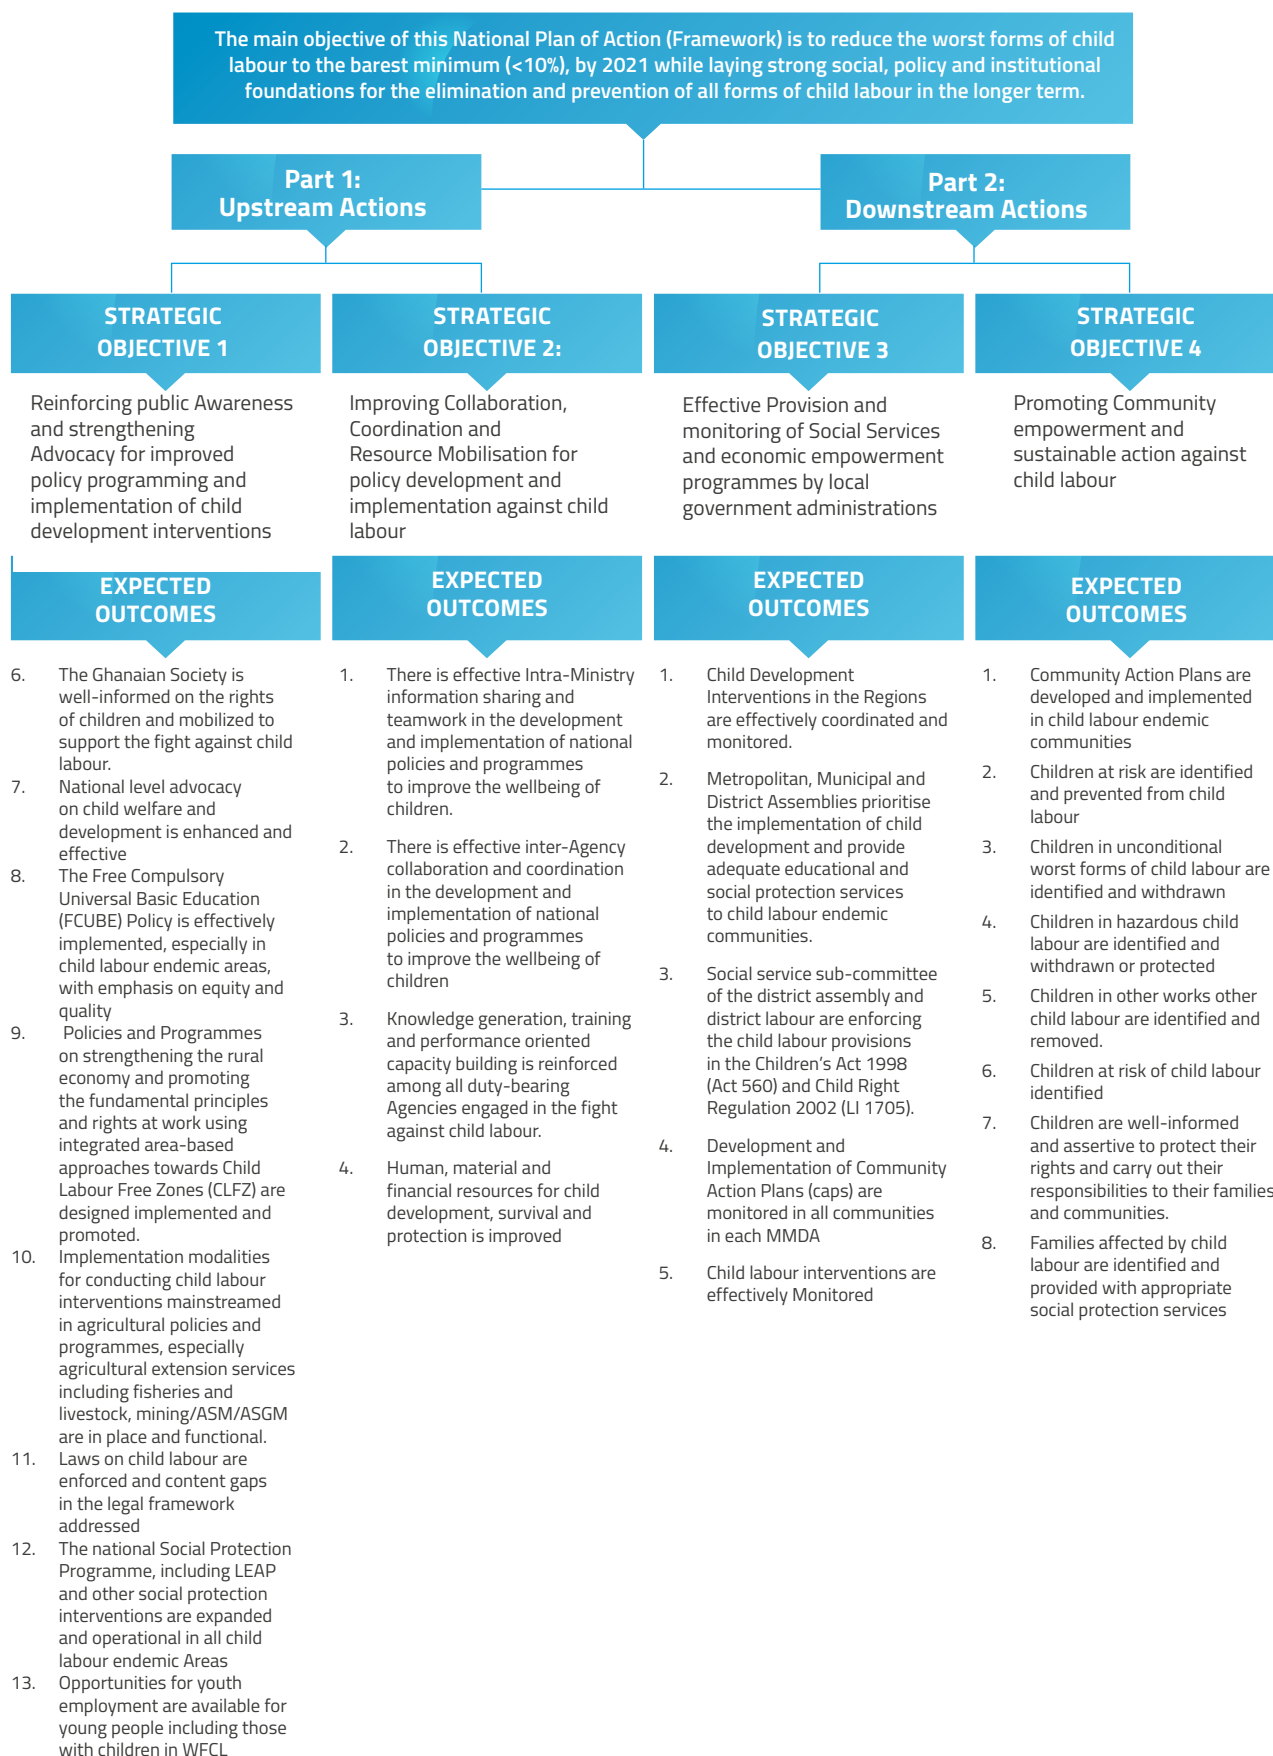 The main objective of this National Plan of Action (Framework) is to reduce the worst forms of child
labour to the barest minimum (<10%), by 2021 while laying strong social, policy and institutional
foundations for the elimination and prevention of all forms of child labour in the longer term.
Part 1:
Upstream Actions
Part 2:
Downstream Actions
STRATEGIC
OBJECTIVE 1
Reinforcing public Awareness
and strengthening
Advocacy for improved
policy programming and
implementation of child
development interventions
EXPECTED
OUTCOMES
6. The Ghanaian Society is
well-informed on the rights
of children and mobilized to
support the fight against child
labour.
7. National level advocacy
on child welfare and
development is enhanced and
effective
8. The Free Compulsory
Universal Basic Education
(FCUBE) Policy is effectively
implemented, especially in
child labour endemic areas,
with emphasis on equity and
quality
9. Policies and Programmes
on strengthening the rural
economy and promoting
the fundamental principles
and rights at work using
integrated area-based
approaches towards Child
Labour Free Zones (CLFZ) are
designed implemented and
promoted.
10. Implementation modalities
for conducting child labour
interventions mainstreamed
in agricultural policies and
programmes, especially
agricultural extension services
including fisheries and
livestock, mining/ASM/ASGM
are in place and functional.
11. Laws on child labour are
enforced and content gaps
in the legal framework
addressed
12. The national Social Protection
Programme, including LEAP
and other social protection
interventions are expanded
and operational in all child
labour endemic Areas
13. Opportunities for youth
employment are available for
young people including those
with children in WFCL
STRATEGIC
OBJECTIVE 2:
Improving Collaboration,
Coordination and
Resource Mobilisation for
policy development and
implementation against child
labour
EXPECTED
OUTCOMES
1. There is effective Intra-Ministry
information sharing and
teamwork in the development
and implementation of national
policies and programmes
to improve the wellbeing of
children.
2. There is effective inter-Agency
collaboration and coordination
in the development and
implementation of national
policies and programmes
to improve the wellbeing of
children
3. Knowledge generation, training
and performance oriented
capacity building is reinforced
among all duty-bearing
Agencies engaged in the fight
against child labour.
4. Human, material and
financial resources for child
development, survival and
protection is improved
STRATEGIC
OBJECTIVE 3
Effective Provision and
monitoring of Social Services
and economic empowerment
programmes by local
government administrations
EXPECTED
OUTCOMES
1. Child Development
Interventions in the Regions
are effectively coordinated and
monitored.
2. Metropolitan, Municipal and
District Assemblies prioritise
the implementation of child
development and provide
adequate educational and
social protection services
to child labour endemic
communities.
3. Social service sub-committee
of the district assembly and
district labour are enforcing
the child labour provisions
in the Children’s Act 1998
(Act 560) and Child Right
Regulation 2002 (LI 1705).
4. Development and
Implementation of Community
Action Plans (caps) are
monitored in all communities
in each MMDA
5. Child labour interventions are
effectively Monitored
STRATEGIC
OBJECTIVE 4
Promoting Community
empowerment and
sustainable action against
child labour
EXPECTED
OUTCOMES
1. Community Action Plans are
developed and implemented
in child labour endemic
communities
2. Children at risk are identified
and prevented from child
labour
3. Children in unconditional
worst forms of child labour are
identified and withdrawn
4. Children in hazardous child
labour are identified and
withdrawn or protected
5. Children in other works other
child labour are identified and
removed.
6. Children at risk of child labour
identified
7. Children are well-informed
and assertive to protect their
rights and carry out their
responsibilities to their families
and communities.
8. Families affected by child
labour are identified and
provided with appropriate
social protection services